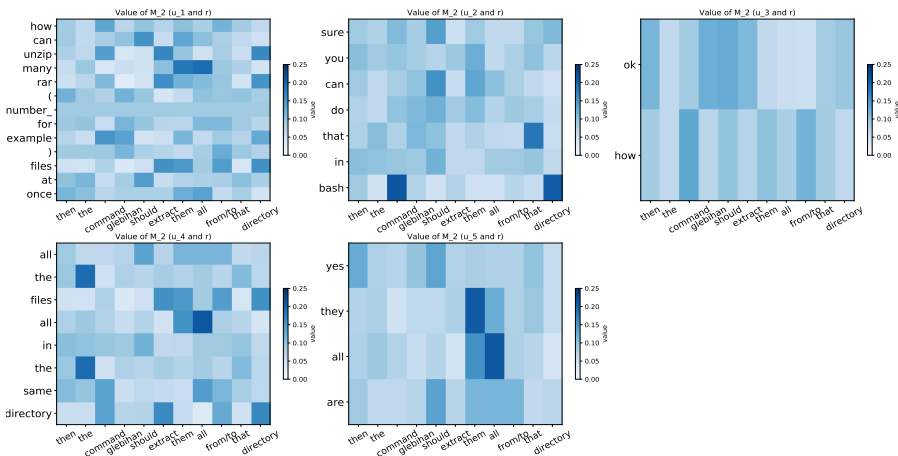 Value of M_2 (u_1 and r)
how
can
unzip
many
rar
(
number_
for
example
)
files
at
once
then the command glebihan should extract them all from/to that directory
0.25
0.20
0.15
0.10
0.05
0.00
value
Value of M_2 (u_2 and r)
sure
you
can
do
that
in
bash
then the command glebihan should extract them all from/to that directory
0.25
0.20
0.15
0.10
0.05
0.00
value
Value of M_2 (u_3 and r)
ok
how
then the command glebihan should extract them all from/to that directory
0.25
0.20
0.15
0.10
0.05
0.00
value
Value of M_2 (u_4 and r)
all
the
files
all
in
the
same
directory
then the command glebihan should extract them all from/to that directory
0.25
0.20
0.15
0.10
0.05
0.00
value
Value of M_2 (u_5 and r)
yes
they
all
are
then the command glebihan should extract them all from/to that directory
0.25
0.20
0.15
0.10
0.05
0.00
value